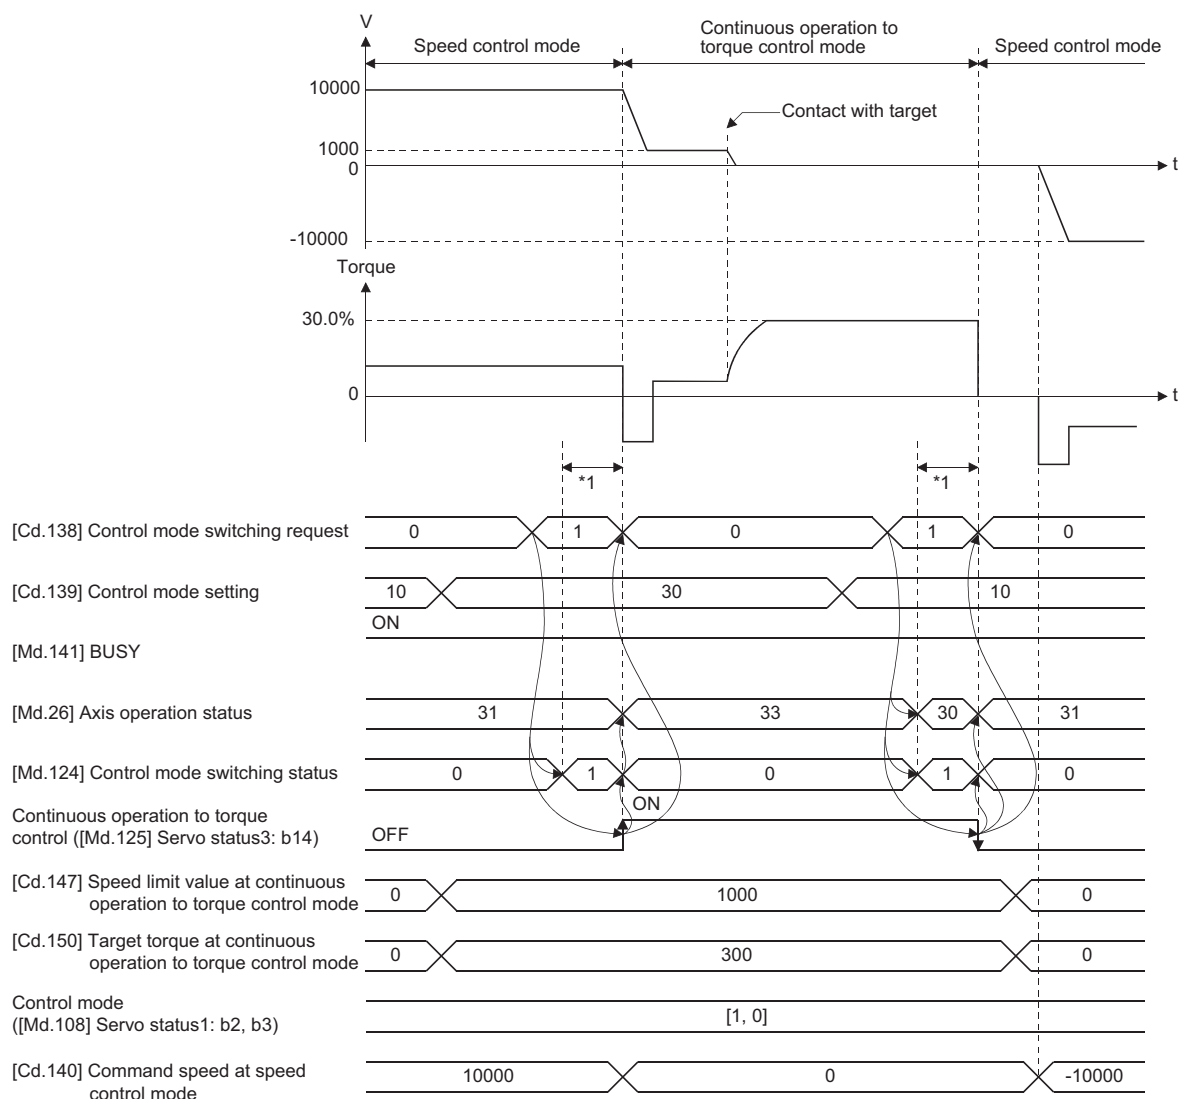 V
Speed control mode
Continuous operation to
torque control mode
Speed control mode
10000
Contact with target
1000
0
t
-10000
Torque
30.0%
0
t
*1
*1
[Cd.138] Control mode switching request
0
1
0
1
0
[Cd.139] Control mode setting
10
30
10
ON
[Md.141] BUSY
[Md.26] Axis operation status
31
33
30
31
[Md.124] Control mode switching status
0
1
0
1
0
Continuous operation to torque
control ([Md.125] Servo status3: b14)
OFF
ON
[Cd.147] Speed limit value at continuous
operation to torque control mode
0
1000
0
[Cd.150] Target torque at continuous
operation to torque control mode
0
300
0
Control mode
([Md.108] Servo status1: b2, b3)
[1, 0]
[Cd.140] Command speed at speed
control mode
10000
0
-10000